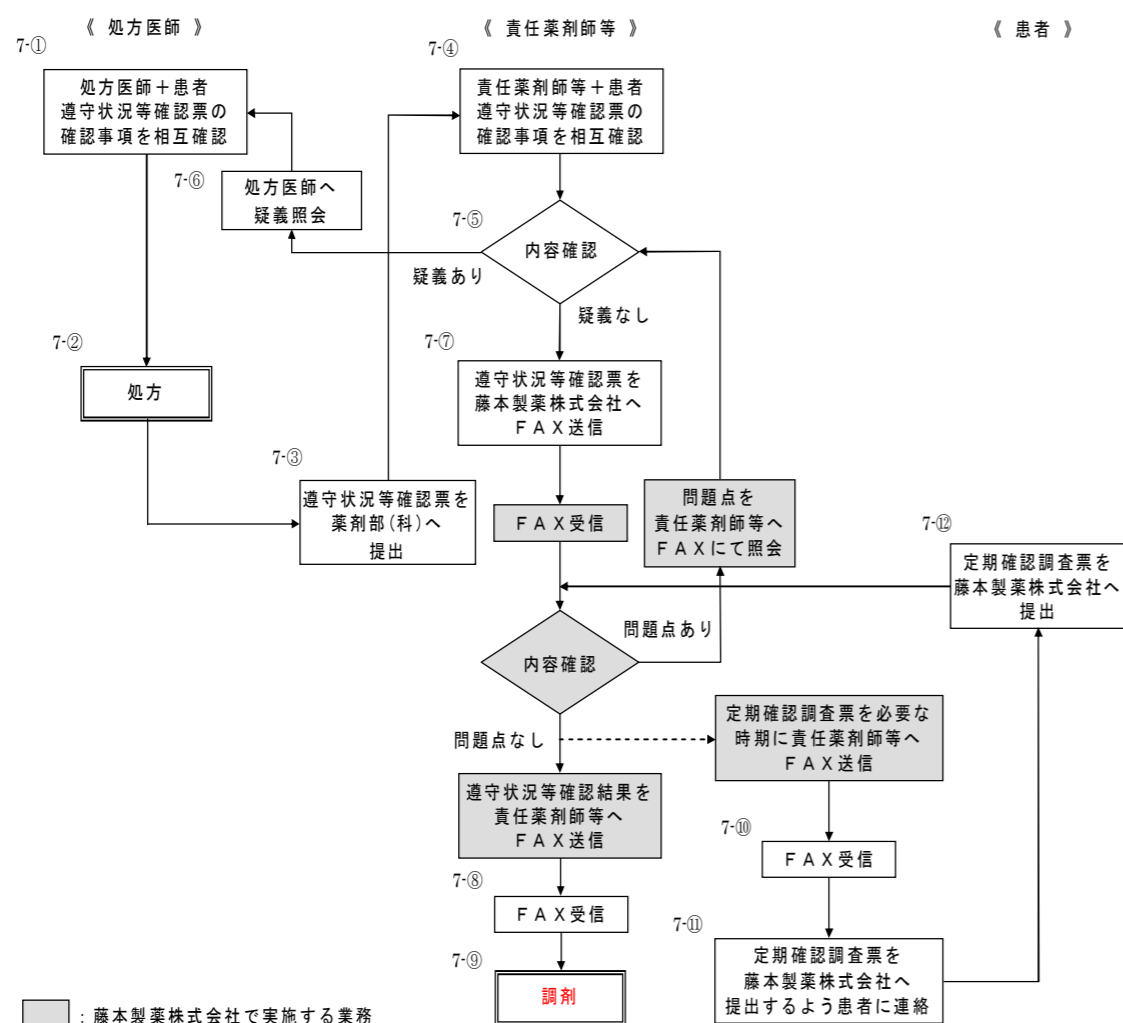 《 処方医師 》
《 責任薬剤師等 》
《 患者 》
7-①
処方医師＋患者
遵守状況等確認票の
確認事項を相互確認
7-④
責任薬剤師等＋患者
遵守状況等確認票の
確認事項を相互確認
7-⑥
処方医師へ
疑義照会
7-⑤
内容確認
疑義あり
疑義なし
7-②
処方
7-⑦
遵守状況等確認票を
藤本製薬株式会社へ
ＦＡＸ送信
7-③
遵守状況等確認票を
薬剤部(科)へ
提出
ＦＡＸ受信
問題点を
責任薬剤師等へ
ＦＡＸにて照会
7-⑫
定期確認調査票を
藤本製薬株式会社へ
提出
内容確認
問題点あり
問題点なし
定期確認調査票を必要な
時期に責任薬剤師等へ
ＦＡＸ送信
遵守状況等確認結果を
責任薬剤師等へ
ＦＡＸ送信
7-⑩
ＦＡＸ受信
7-⑧
ＦＡＸ受信
7-⑪
定期確認調査票を
藤本製薬株式会社へ
提出するよう患者に連絡
7-⑨
調剤
：藤本製薬株式会社で実施する業務